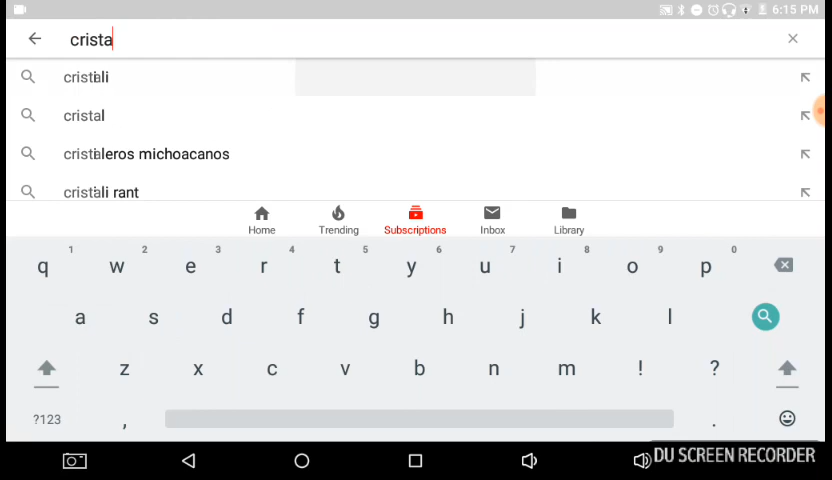 6:15 PM
crista
cristali
cristal
cristaleros michoacanos
cristali rant
Home Trending Subscriptions Inbox Library
1 2 3 4 5 6 7 8 9 0
q w e r t y u i o p
a s d f g h j k l
z x c v b n m ! ?
?123 , .
DU SCREEN RECORDER